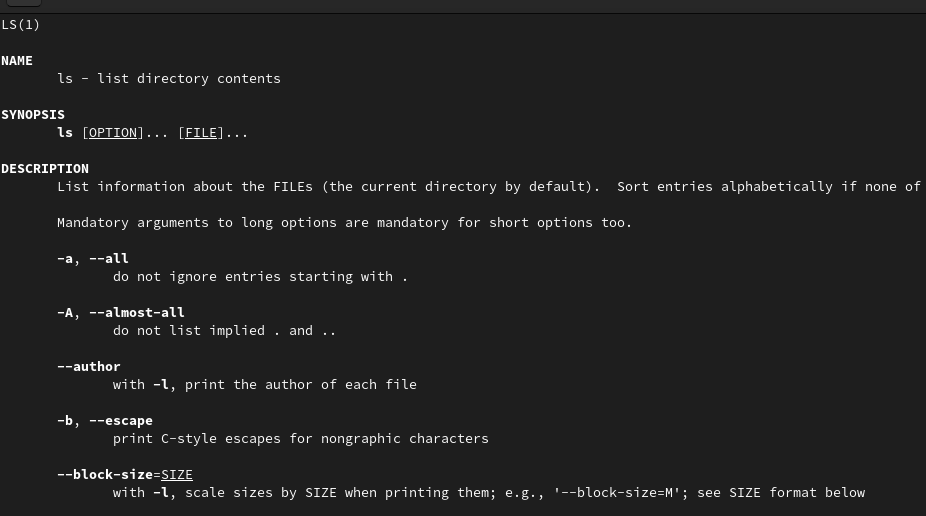 LS(1)
NAME
ls - list directory contents
SYNOPSIS
ls [OPTION]... [FILE]...
DESCRIPTION
List information about the FILEs (the current directory by default).  Sort entries alphabetically if none of
Mandatory arguments to long options are mandatory for short options too.
-a, --all
do not ignore entries starting with .
-A, --almost-all
do not list implied . and ..
--author
with -l, print the author of each file
-b, --escape
print C-style escapes for nongraphic characters
--block-size=SIZE
with -l, scale sizes by SIZE when printing them; e.g., '--block-size=M'; see SIZE format below